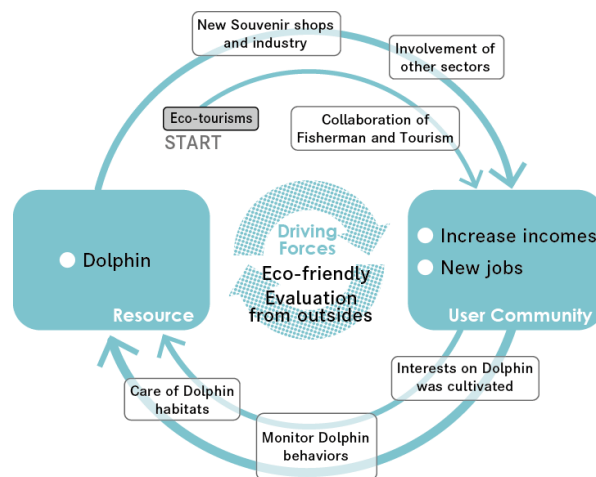 New Souvenir shops
and industry
Involvement of
other sectors
Eco-tourisms
START
Collaboration of
Fisherman and Tourism
Dolphin
Resource
Driving
Forces
Eco-friendly
Evaluation
from outsides
Increase incomes
New jobs
User Community
Interests on Dolphin
was cultivated
Care of Dolphin
habitats
Monitor Dolphin
behaviors